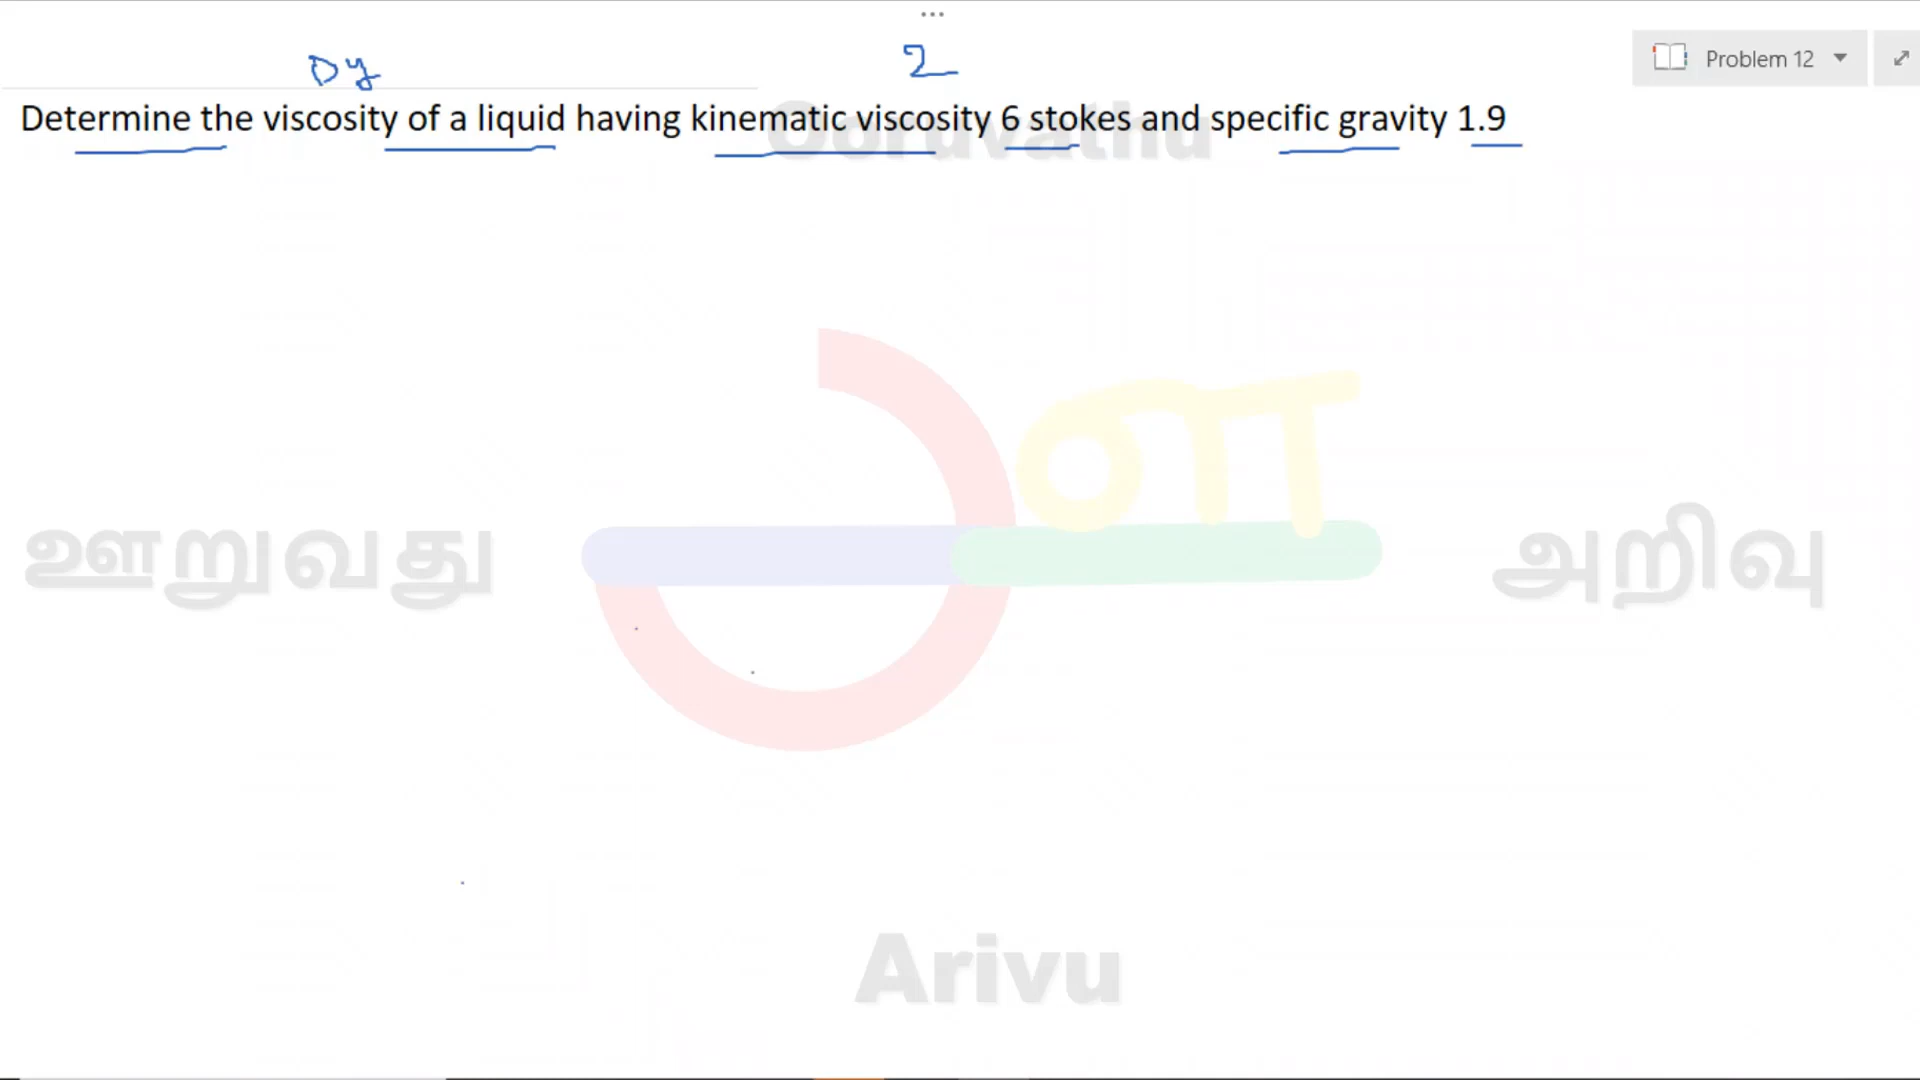 Problem 12
Dy 2
Determine the viscosity of a liquid having kinematic viscosity 6 stokes and specific gravity 1.9
Ooruvathu
ஊறுவது அறிவு
Arivu